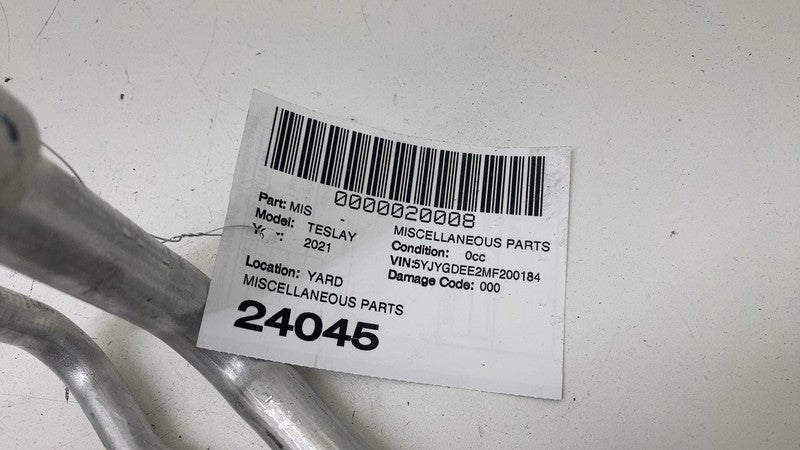 0000020008
Part: MIS - MISCELLANEOUS PARTS
Model: TESLAY Condition: 0cc
2021 VIN:5YJYGDEE2MF200184
Location: YARD Damage Code: 000
MISCELLANEOUS PARTS
24045